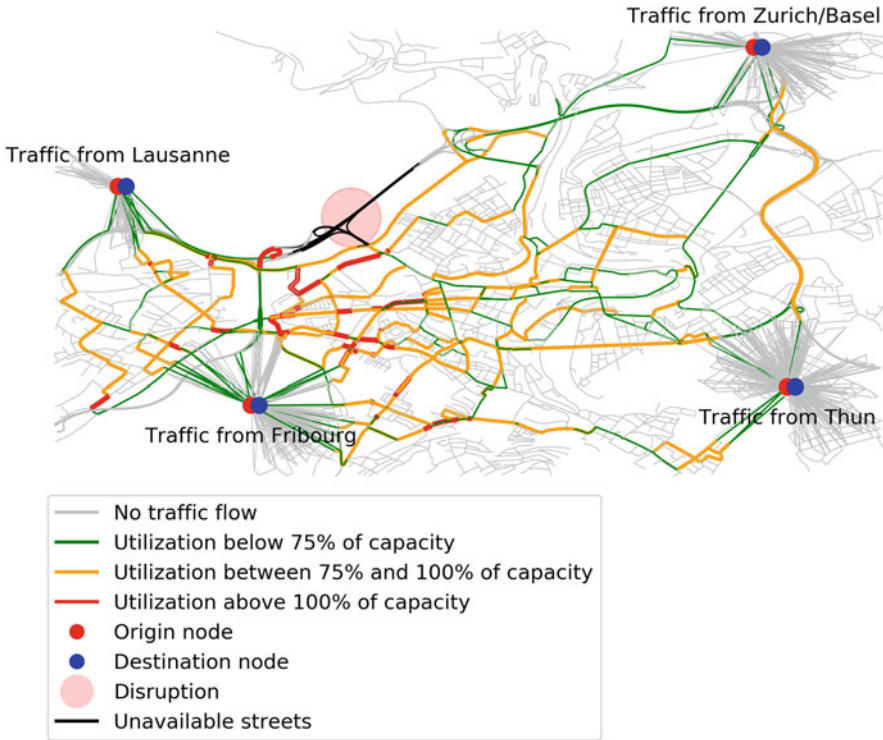 Traffic from Zurich/Basel
Traffic from Lausanne
Traffic from Thun
Traffic from Fribourg
No traffic flow
Utilization below 75% of capacity
Utilization between 75% and 100% of capacity
Utilization above 100% of capacity
Origin node
Destination node
Disruption
Unavailable streets